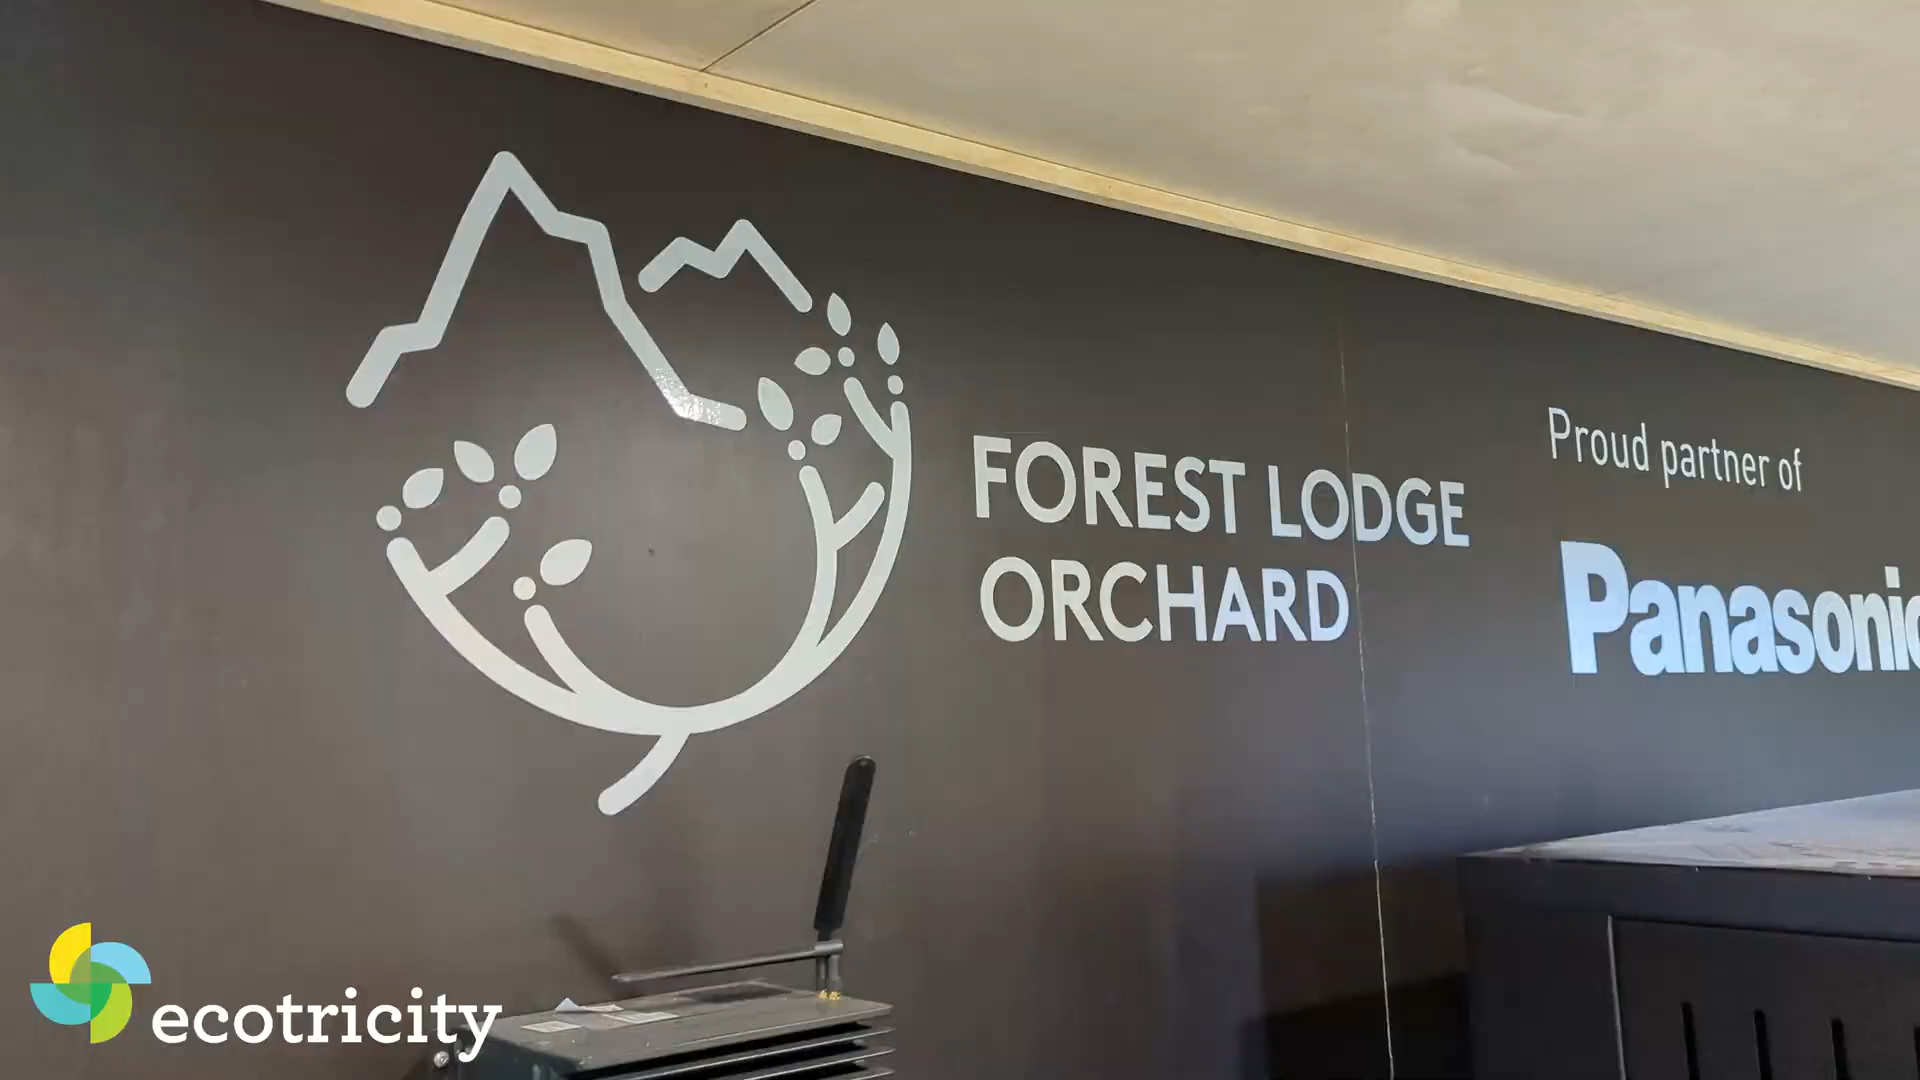 FOREST LODGE
ORCHARD
Proud partner of
Panasonic
ecotricity